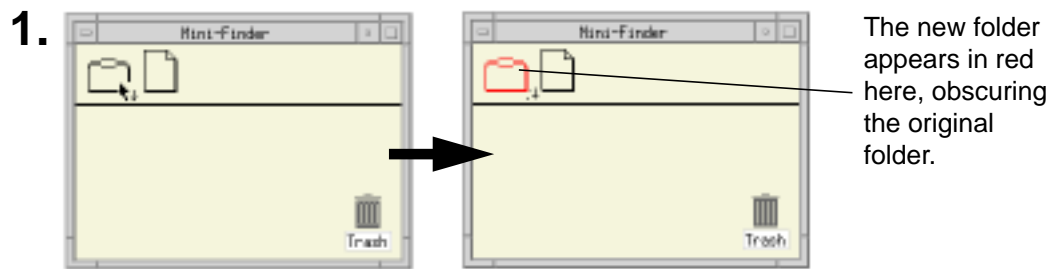 1.
Mini-Finder
Trash
Mini-Finder
Trash
The new folder
appears in red
here, obscuring
the original
folder.